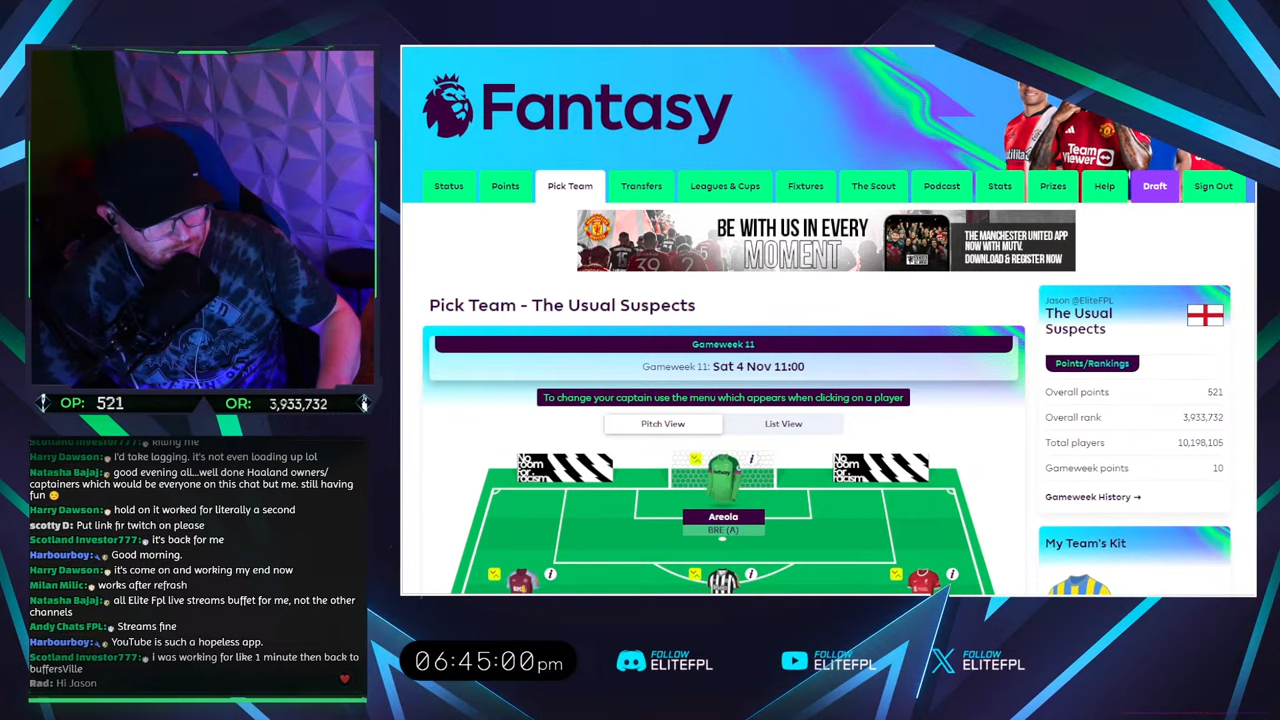 Fantasy
Status
Points
Pick Team
Transfers
Leagues & Cups
Fixtures
The Scout
Podcast
Stats
Prizes
Help
Draft
Sign Out
BE WITH US IN EVERY
MOMENT
THE MANCHESTER UNITED APP
NOW WITH MUTV.
DOWNLOAD & REGISTER NOW
Pick Team - The Usual Suspects
Gameweek 11
Gameweek 11: Sat 4 Nov 11:00
To change your captain use the menu which appears when clicking on a player
Pitch View
List View
No
room
for
racism
No
room
for
racism
Areola
BRE (A)
Jason @EliteFPL
The Usual
Suspects
Points/Rankings
Overall points 521
Overall rank 3,933,732
Total players 10,198,105
Gameweek points 10
Gameweek History →
My Team's Kit
Team
Viewer
OP: 521
OR: 3,933,732
Scotland Investor777: killing me
Harry Dawson: I'd take lagging. it's not even loading up lol
Natasha Bajaj: good evening all...well done Haaland owners/
captainers which would be everyone on this chat but me. still having
fun
Harry Dawson: hold on it worked for literally a second
scotty D: Put link fir twitch on please
Scotland Investor777: it's back for me
Harbourboy: Good morning.
Harry Dawson: it's come on and working my end now
Milan Milic: works after refrash
Natasha Bajaj: all Elite Fpl live streams buffet for me, not the other
channels
Andy Chats FPL: Streams fine
Harbourboy: YouTube is such a hopeless app.
Scotland Investor777: i was working for like 1 minute then back to
buffersVille
Rad: Hi Jason
06:45:00pm
FOLLOW
ELITEFPL
FOLLOW
ELITEFPL
FOLLOW
ELITEFPL